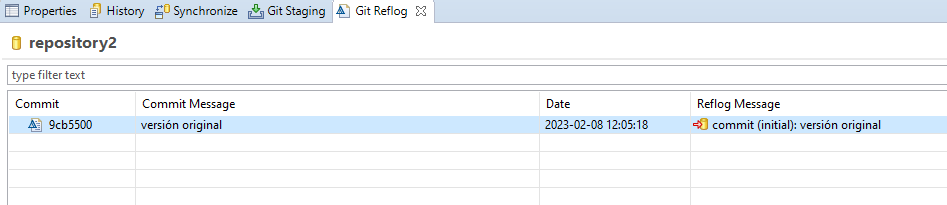 Properties History Synchronize Git Staging Git Reflog
repository2
type filter text
Commit Commit Message Date Reflog Message
9cb5500 versión original 2023-02-08 12:05:18 commit (initial): versión original